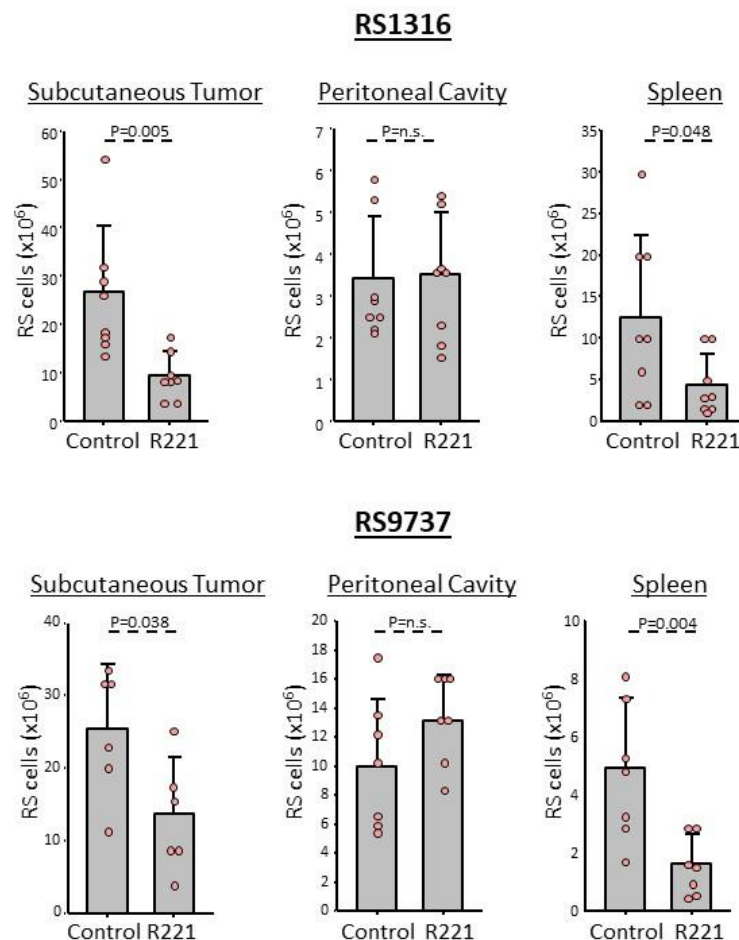 RS1316
Subcutaneous Tumor
Peritoneal Cavity
Spleen
P=0.005
P=n.s.
P=0.048
RS cells (x10⁶)
60
50
40
30
20
10
0
Control R221
RS cells (x10⁶)
7
6
5
4
3
2
1
0
Control R221
RS cells (x10⁶)
35
30
25
20
15
10
5
0
Control R221
RS9737
Subcutaneous Tumor
Peritoneal Cavity
Spleen
P=0.038
P=n.s.
P=0.004
RS cells (x10⁶)
40
30
20
10
0
Control R221
RS cells (x10⁶)
20
18
16
14
12
10
8
6
4
2
0
Control R221
RS cells (x10⁶)
10
8
6
4
2
0
Control R221